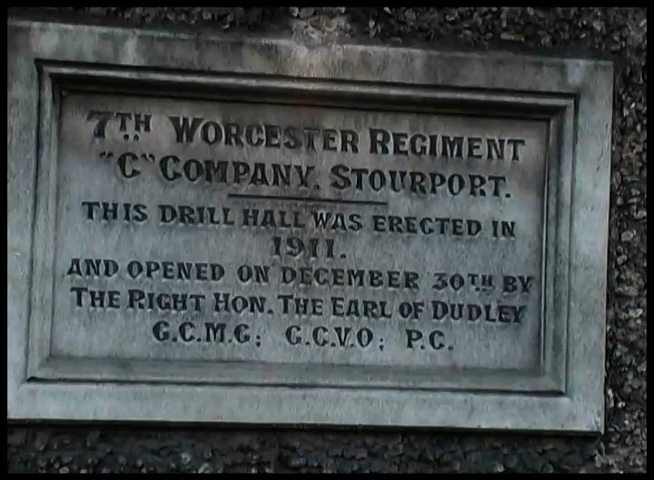 7TH WORCESTER REGIMENT
"C" COMPANY. STOURPORT.
THIS DRILL HALL WAS ERECTED IN
1911.
AND OPENED ON DECEMBER 30TH BY
THE RIGHT HON. THE EARL OF DUDLEY
G.C.M.G; G.C.V.O; P.C.